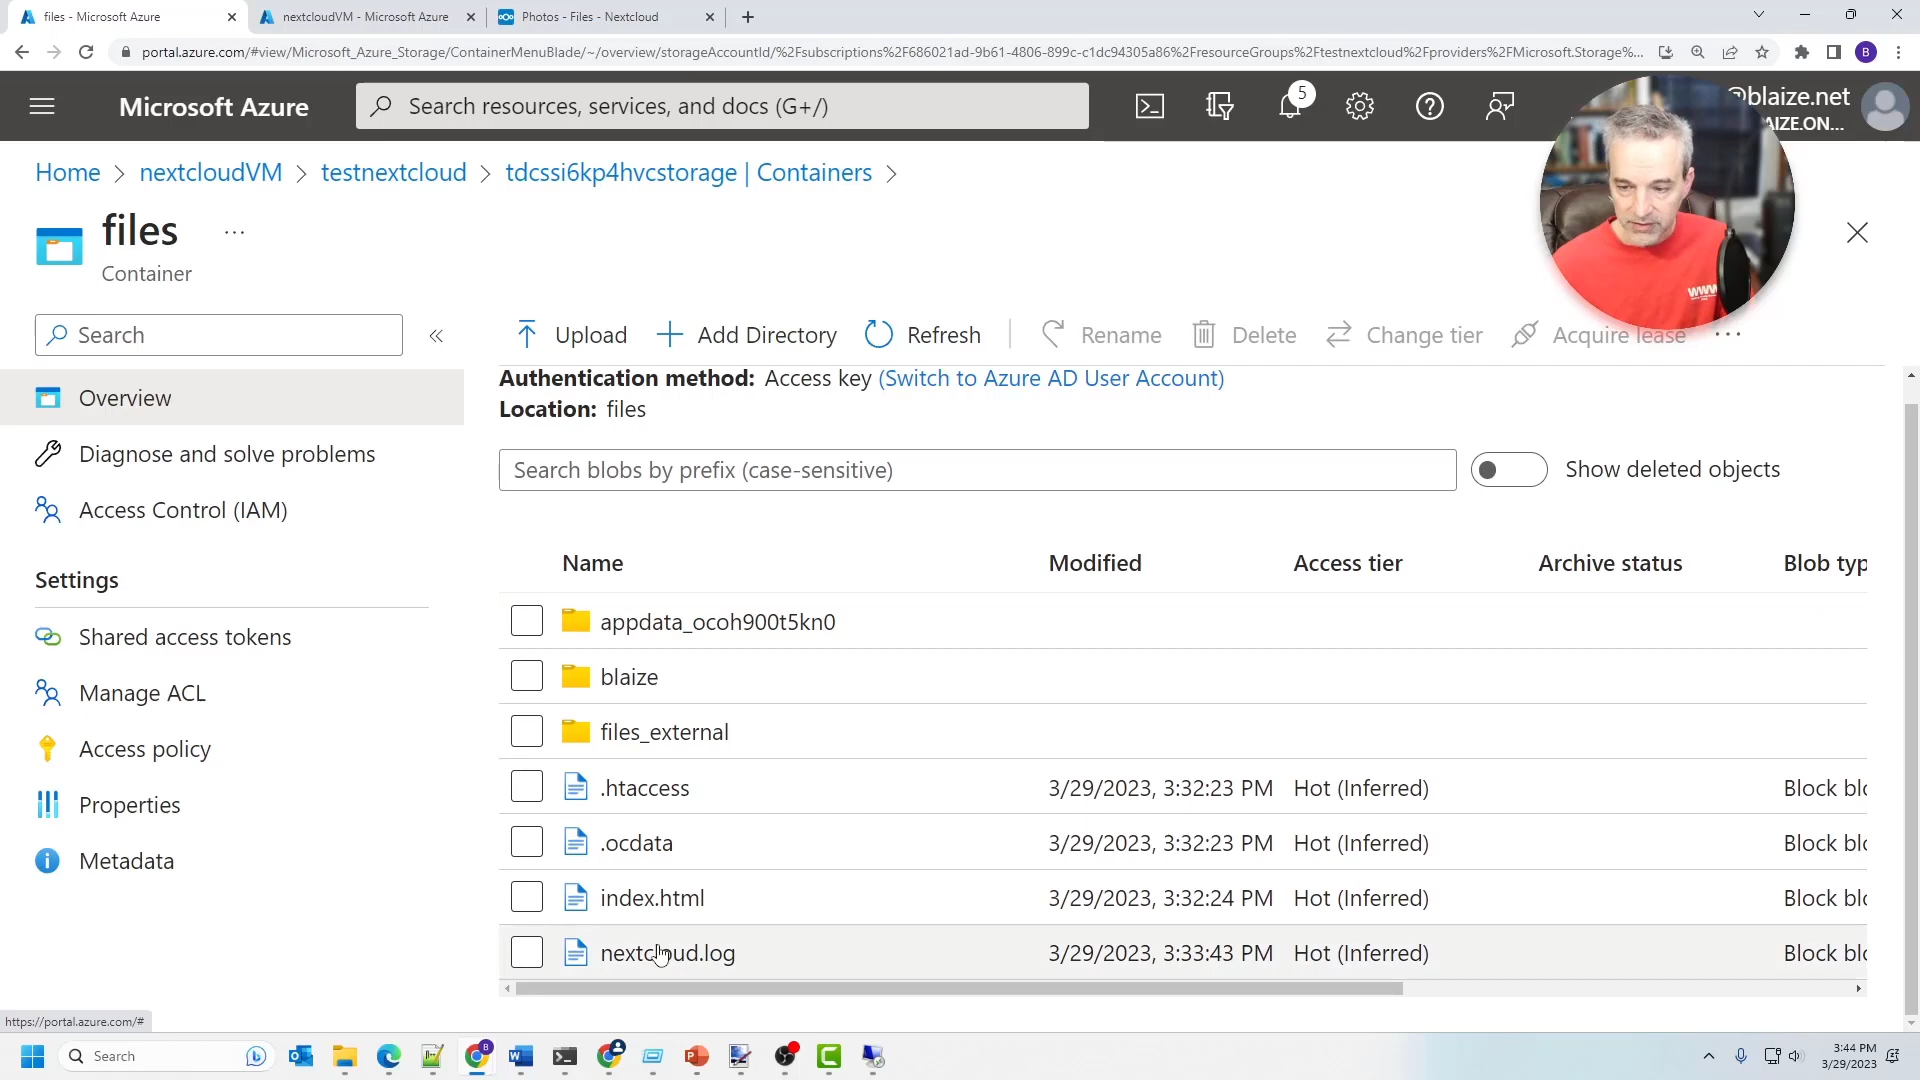 files - Microsoft Azure
nextcloudVM - Microsoft Azure
Photos - Files - Nextcloud
portal.azure.com/#view/Microsoft_Azure_Storage/ContainerMenuBlade/~/overview/storageAccountId/%2Fsubscriptions%2F686021ad-9b61-4806-899c-c1dc94305a86%2FresourceGroups%2Ftestnextcloud%2Fproviders%2FMicrosoft.Storage%...
B
Microsoft Azure
Search resources, services, and docs (G+/)
5
@blaize.net
AIZE.ON...
Home > nextcloudVM > testnextcloud > tdcssi6kp4hvcstorage | Containers >
files ...
Container
WWW
Search «
Upload Add Directory Refresh Rename Delete Change tier Acquire lease ...
Authentication method: Access key (Switch to Azure AD User Account)
Location: files
Search blobs by prefix (case-sensitive)
Show deleted objects
Overview
Diagnose and solve problems
Access Control (IAM)
Settings
Shared access tokens
Manage ACL
Access policy
Properties
Metadata
Name Modified Access tier Archive status Blob typ
appdata_ocoh900t5kn0
blaize
files_external
.htaccess 3/29/2023, 3:32:23 PM Hot (Inferred) Block blo
.ocdata 3/29/2023, 3:32:23 PM Hot (Inferred) Block blo
index.html 3/29/2023, 3:32:24 PM Hot (Inferred) Block blo
nextcloud.log 3/29/2023, 3:33:43 PM Hot (Inferred) Block blo
https://portal.azure.com/#
Search
B
3:44 PM
3/29/2023